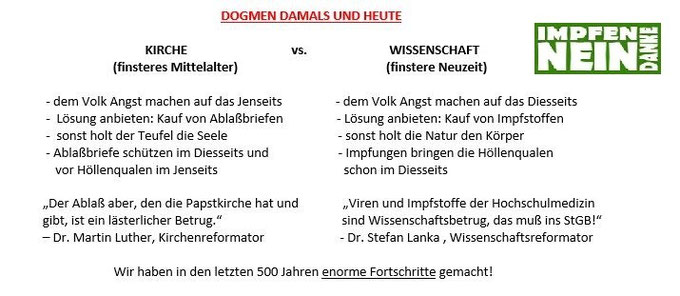 DOGMEN DAMALS UND HEUTE
IMPFEN
NEIN
DANKE
KIRCHE vs. WISSENSCHAFT
(finsteres Mittelalter) (finstere Neuzeit)
- dem Volk Angst machen auf das Jenseits
- Lösung anbieten: Kauf von Ablaßbriefen
- sonst holt der Teufel die Seele
- Ablaßbriefe schützen im Diesseits und
vor Höllenqualen im Jenseits
- dem Volk Angst machen auf das Diesseits
- Lösung anbieten: Kauf von Impfstoffen
- sonst holt die Natur den Körper
- Impfungen bringen die Höllenqualen
schon im Diesseits
„Der Ablaß aber, den die Papstkirche hat und
gibt, ist ein lästerlicher Betrug.“
– Dr. Martin Luther, Kirchenreformator
„Viren und Impfstoffe der Hochschulmedizin
sind Wissenschaftsbetrug, das muß ins StGB!“
- Dr. Stefan Lanka , Wissenschaftsreformator
Wir haben in den letzten 500 Jahren enorme Fortschritte gemacht!